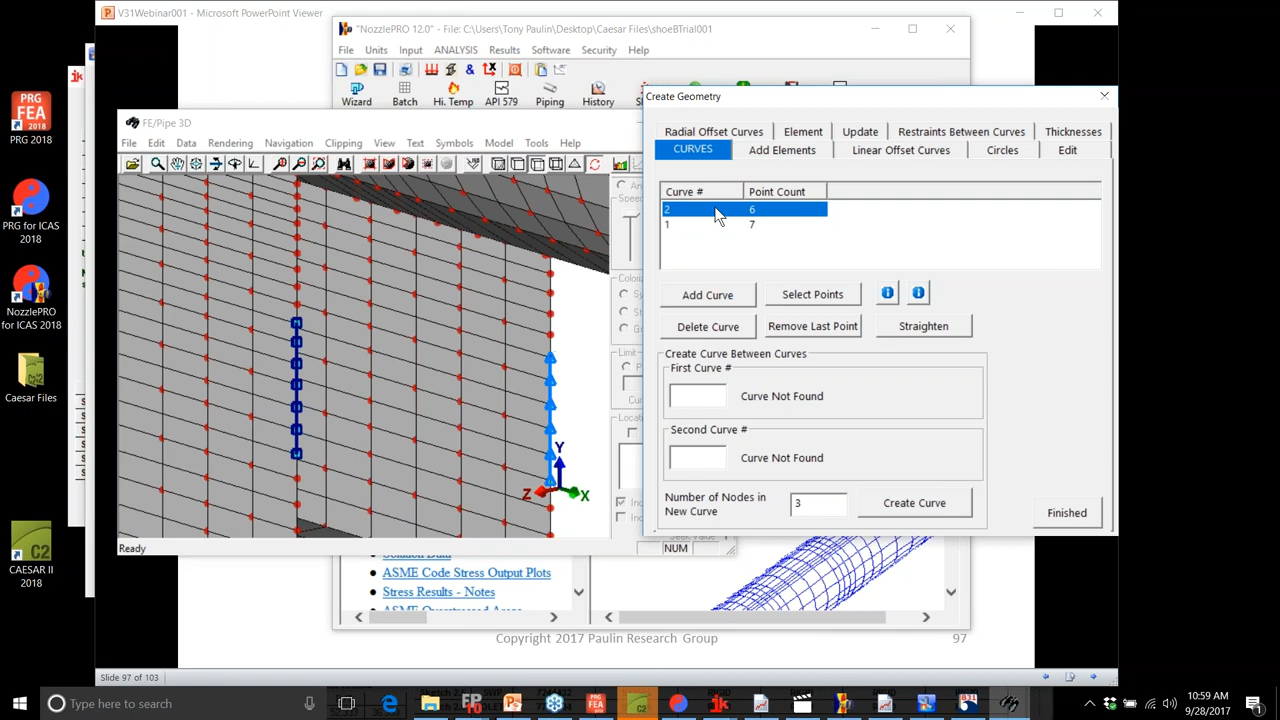 V31Webinar001 - Microsoft PowerPoint Viewer
"NozzlePRO 12.0" - File: C:\Users\Tony Paulin\Desktop\Caesar Files\shoeBTrial001
File Units Input ANALYSIS Results Software Security Help
Wizard Batch Hi. Temp API 579 Piping History
FE/Pipe 3D
File Edit Data Rendering Navigation Clipping View Text Symbols Model Tools Help
Create Geometry
Radial Offset Curves Element Update Restraints Between Curves Thicknesses
CURVES Add Elements Linear Offset Curves Circles Edit
Curve # Point Count
2 6
1 7
Add Curve Select Points
Delete Curve Remove Last Point Straighten
Create Curve Between Curves
First Curve #
Curve Not Found
Second Curve #
Curve Not Found
Number of Nodes in
New Curve
3
Create Curve
Finished
Y
Z
X
Ready
NUM
ASME Code Stress Output Plots
Stress Results - Notes
Copyright 2017 Paulin Research Group
97
Slide 97 of 103
PRG
FEA
2018
PRG 2018
PRG for ICAS
2018
NozzlePRO
for ICAS 2018
Caesar Files
C2
CAESAR II
2018
Type here to search
10:59 AM
9/28/2017